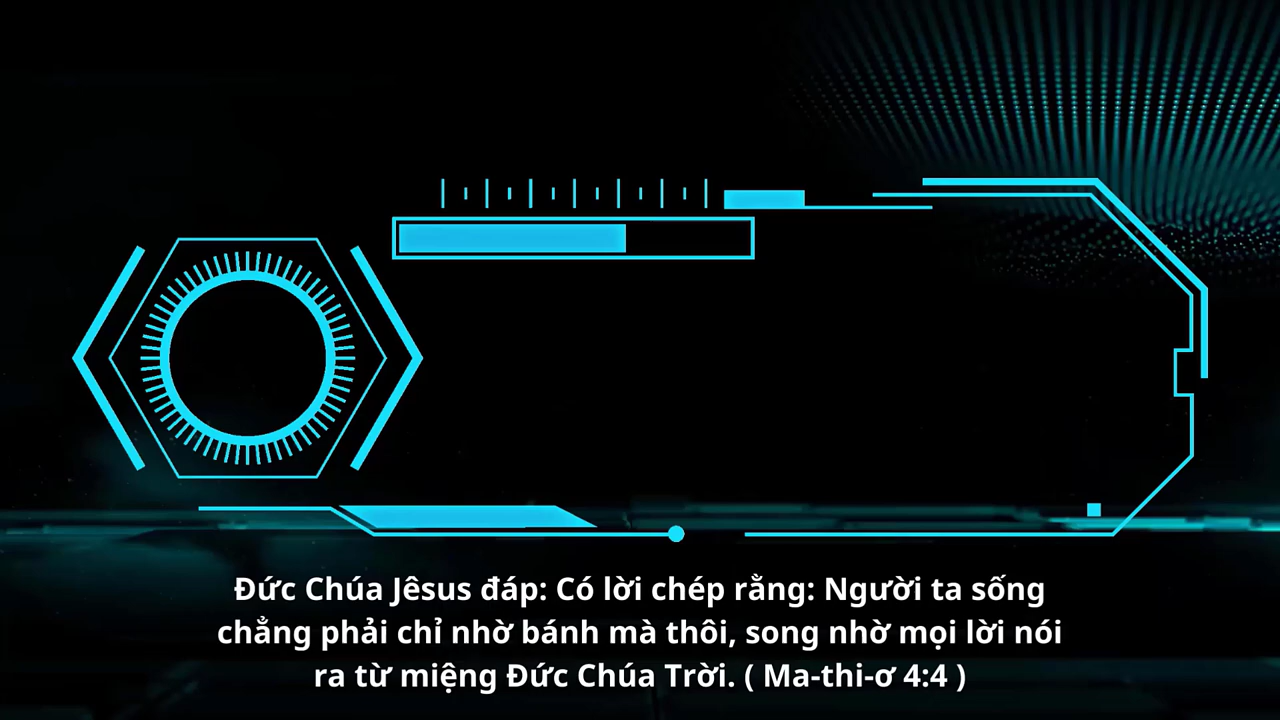 Đức Chúa Jêsus đáp: Có lời chép rằng: Người ta sống
chẳng phải chỉ nhờ bánh mà thôi, song nhờ mọi lời nói
ra từ miệng Đức Chúa Trời. ( Ma-thi-ơ 4:4 )